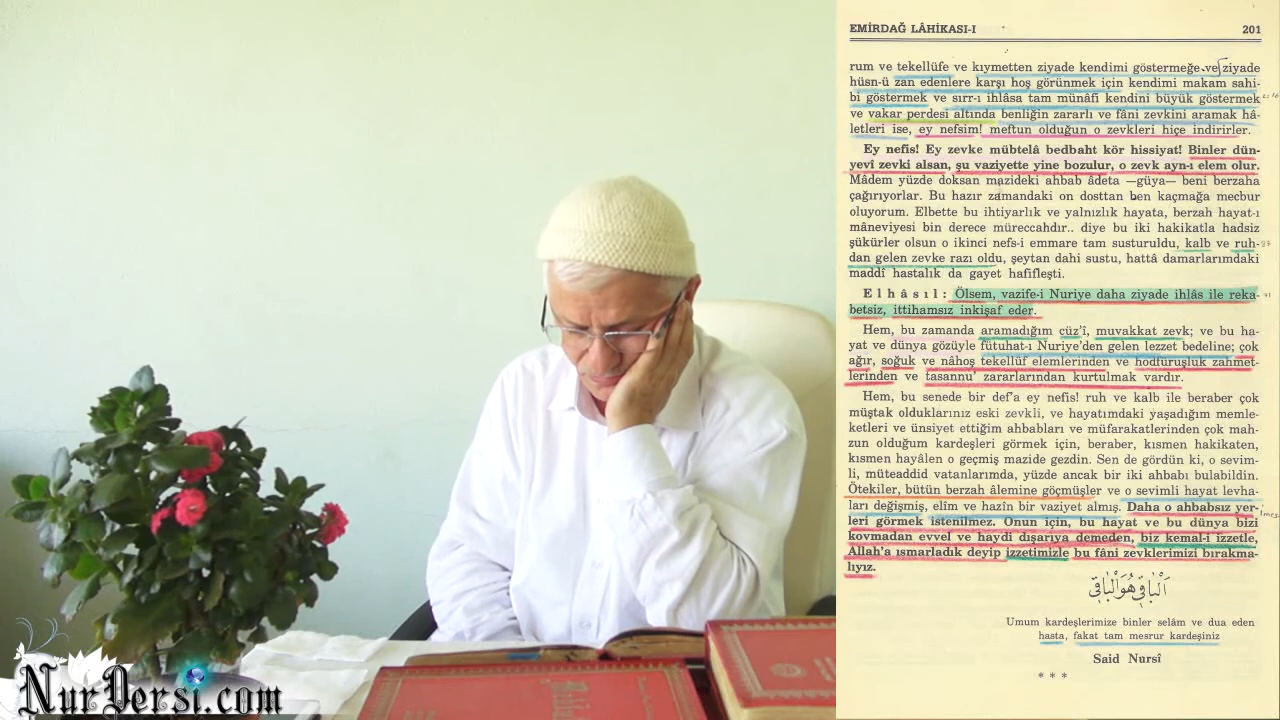 EMİRDAĞ LÂHİKASI-I 201
rum ve tekellüfe ve kıymetten ziyade kendimi göstermeğe ve ziyade
hüsn-ü zan edenlere karşı hoş görünmek için kendimi makam sahi-
bi göstermek ve sırr-ı ihlâsa tam münâfi kendini büyük göstermek
ve vakar perdesi altında benliğin zararlı ve fâni zevkini aramak hâ-
letleri ise, ey nefsim! meftun olduğun o zevkleri hiçe indirirler.
Ey nefis! Ey zevke mübtelâ bedbaht kör hissiyat! Binler dün-
yevî zevki alsan, şu vaziyette yine bozulur, o zevk ayn-ı elem olur.
Mâdem yüzde doksan mazideki ahbab âdeta —güya— beni berzaha
çağırıyorlar. Bu hazır zamandaki on dosttan ben kaçmağa mecbur
oluyorum. Elbette bu ihtiyarlık ve yalnızlık hayata, berzah hayat-ı
mâneviyesi bin derece müreccahdır.. diye bu iki hakikatla hadsiz
şükürler olsun o ikinci nefs-i emmare tam susturuldu, kalb ve ruh-
dan gelen zevke razı oldu, şeytan dahi sustu, hattâ damarlarımdaki
maddî hastalık da gayet hafifleşti.
Elhâsıl: Ölsem, vazife-i Nuriye daha ziyade ihlâs ile reka-
betsiz, ittihamsız inkişaf eder.
Hem, bu zamanda aramadığım cüz'î, muvakkat zevk; ve bu ha-
yat ve dünya gözüyle fütuhat-ı Nuriye'den gelen lezzet bedeline; çok
ağır, soğuk ve nâhoş tekellüf elemlerinden ve hodfüruşluk zahmet-
lerinden ve tasannu' zararlarından kurtulmak vardır.
Hem, bu senede bir def'a ey nefis! ruh ve kalb ile beraber çok
müştak olduklarınız eski zevkli, ve hayatımdaki yaşadığım memle-
ketleri ve ünsiyet ettiğim ahbabları ve müfarakatlerinden çok mah-
zun olduğum kardeşleri görmek için, beraber, kısmen hakikaten,
kısmen hayâlen o geçmiş mazide gezdin. Sen de gördün ki, o sevim-
li, müteaddid vatanlarımda, yüzde ancak bir iki ahbabı bulabildin.
Ötekiler, bütün berzah âlemine göçmüşler ve o sevimli hayat levha-
ları değişmiş, elîm ve hazîn bir vaziyet almış. Daha o ahbabsız yer-
leri görmek istenilmez. Onun için, bu hayat ve bu dünya bizi
kovmadan evvel ve haydi dışarıya demeden, biz kemal-i izzetle,
Allah'a ısmarladık deyip izzetimizle bu fâni zevklerimizi bırakma-
lıyız.
اَلْبَاقِى هُوَ الْبَاقِى
Umum kardeşlerimize binler selâm ve dua eden
hasta, fakat tam mesrur kardeşiniz
Said Nursî
* * *
NurDersi.com